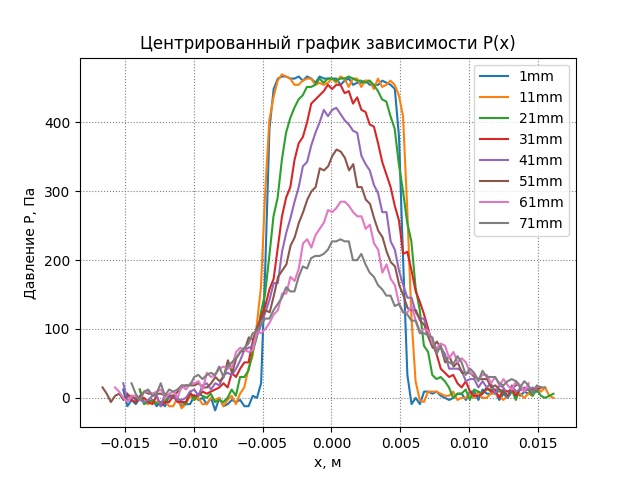 Центрированный график зависимости P(x)
Давление P, Па
400
300
200
100
0
−0.015 −0.010 −0.005 0.000 0.005 0.010 0.015
x, м
1mm
11mm
21mm
31mm
41mm
51mm
61mm
71mm